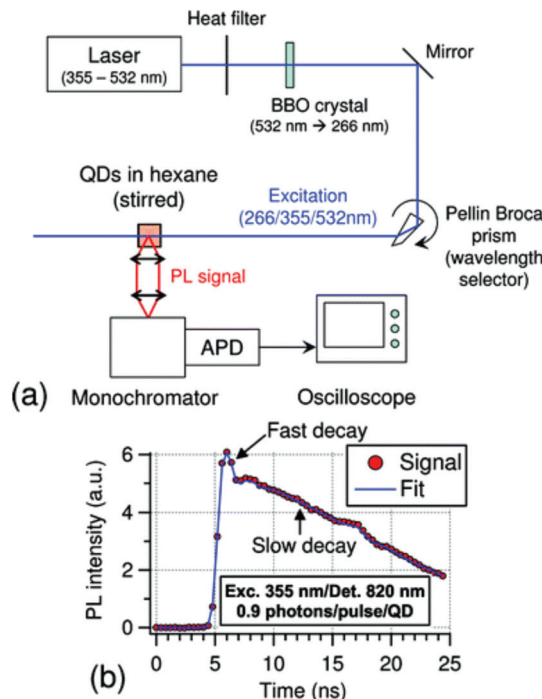 Heat filter
Laser
(355 – 532 nm)
Mirror
BBO crystal
(532 nm → 266 nm)
QDs in hexane
(stirred)
Excitation
(266/355/532nm)
Pellin Broca
prism
(wavelength
selector)
PL signal
APD
(a)
Monochromator
Oscilloscope
Fast decay
Signal
Fit
Slow decay
Exc. 355 nm/Det. 820 nm
0.9 photons/pulse/QD
PL intensity (a.u.)
6
4
2
0
0 5 10 15 20 25
(b)
Time (ns)